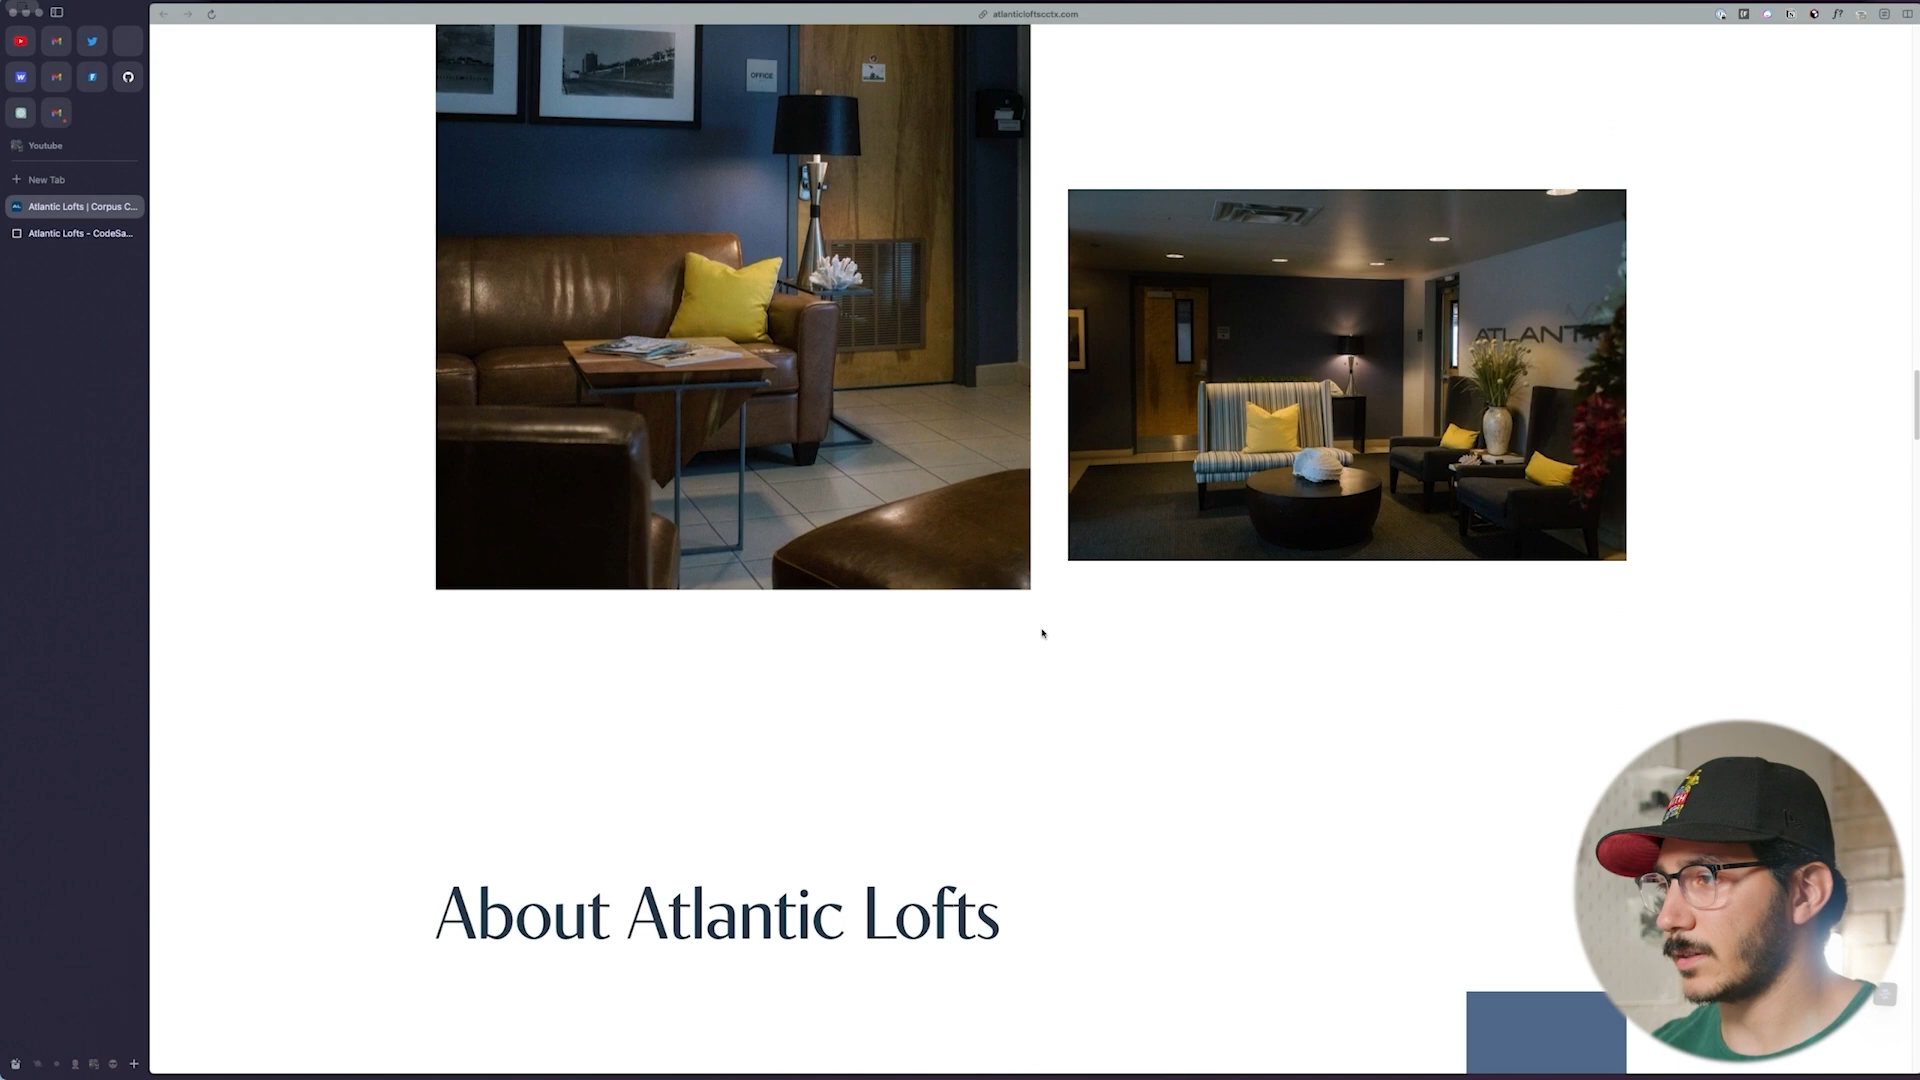 atlanticloftscctx.com
Youtube
New Tab
Atlantic Lofts | Corpus C...
Atlantic Lofts - CodeSa...
OFFICE
ATLANT
About Atlantic Lofts